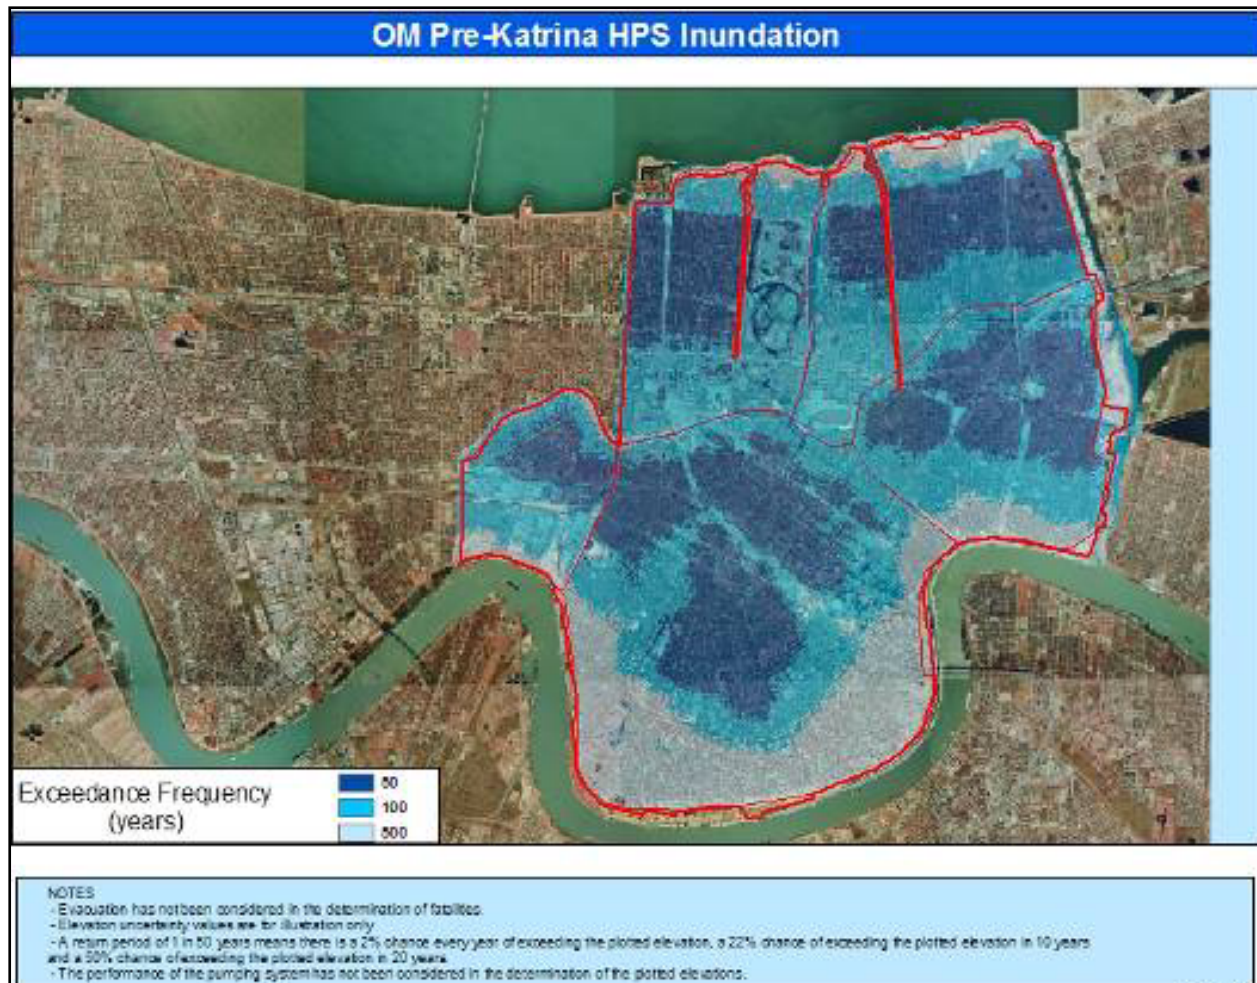 OM Pre-Katrina HPS Inundation
Exceedance Frequency
(years)
50
100
500
NOTES
- Evacuation has not been considered in the determination of fatalities.
- Elevation uncertainty values are for illustration only
- A return period of 1 in 50 years means there is a 2% chance every year of exceeding the plotted elevation, a 22% chance of exceeding the plotted elevation in 10 years
and a 50% chance of exceeding the plotted elevation in 20 years.
- The performance of the pumping system has not been considered in the determination of the plotted elevations.